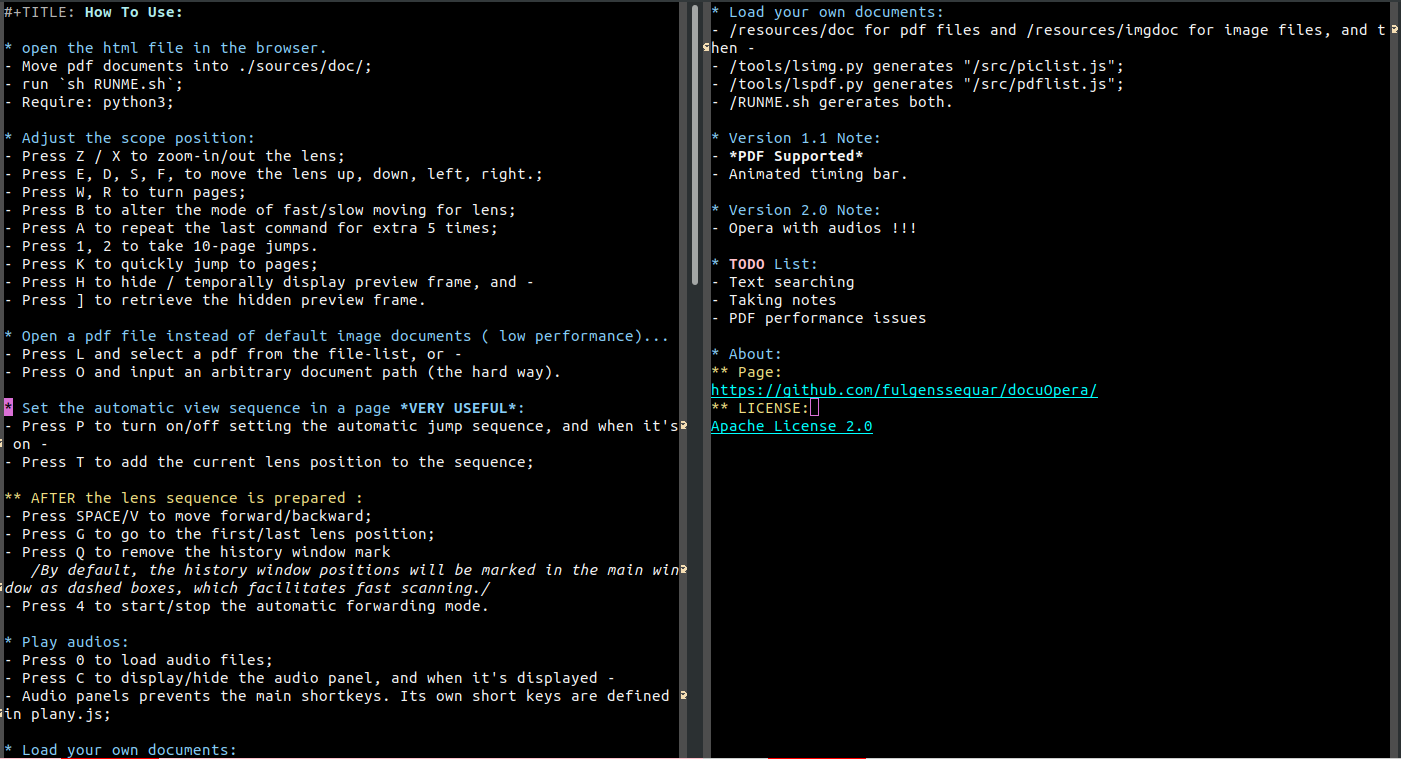 #+TITLE: How To Use:
* open the html file in the browser.
- Move pdf documents into ./sources/doc/;
- run `sh RUNME.sh`;
- Require: python3;
* Adjust the scope position:
- Press Z / X to zoom-in/out the lens;
- Press E, D, S, F, to move the lens up, down, left, right.;
- Press W, R to turn pages;
- Press B to alter the mode of fast/slow moving for lens;
- Press A to repeat the last command for extra 5 times;
- Press 1, 2 to take 10-page jumps.
- Press K to quickly jump to pages;
- Press H to hide / temporally display preview frame, and -
- Press ] to retrieve the hidden preview frame.
* Open a pdf file instead of default image documents ( low performance)...
- Press L and select a pdf from the file-list, or -
- Press O and input an arbitrary document path (the hard way).
* Set the automatic view sequence in a page *VERY USEFUL*:
- Press P to turn on/off setting the automatic jump sequence, and when it's
on -
- Press T to add the current lens position to the sequence;
** AFTER the lens sequence is prepared :
- Press SPACE/V to move forward/backward;
- Press G to go to the first/last lens position;
- Press Q to remove the history window mark
/By default, the history window positions will be marked in the main win
dow as dashed boxes, which facilitates fast scanning./
- Press 4 to start/stop the automatic forwarding mode.
* Play audios:
- Press 0 to load audio files;
- Press C to display/hide the audio panel, and when it's displayed -
- Audio panels prevents the main shortkeys. Its own short keys are defined
in plany.js;
* Load your own documents:
* Load your own documents:
- /resources/doc for pdf files and /resources/imgdoc for image files, and t
hen -
- /tools/lsimg.py generates "/src/piclist.js";
- /tools/lspdf.py generates "/src/pdflist.js";
- /RUNME.sh gererates both.
* Version 1.1 Note:
- *PDF Supported*
- Animated timing bar.
* Version 2.0 Note:
- Opera with audios !!!
* TODO List:
- Text searching
- Taking notes
- PDF performance issues
* About:
** Page:
https://github.com/fulgenssequar/docuOpera/
** LICENSE:
Apache License 2.0